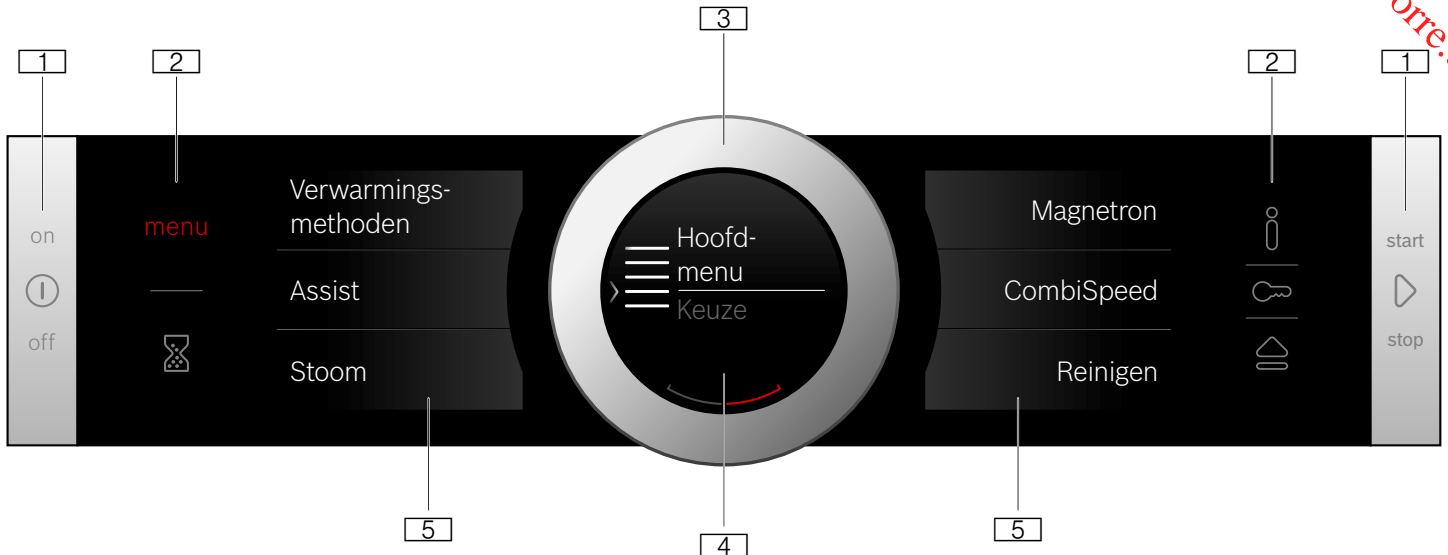 3
1
2
2
1
on
off
menu
Verwarmings-
methoden
Assist
Stoom
Hoofd-
menu
Keuze
Magnetron
CombiSpeed
Reinigen
start
stop
5
4
5